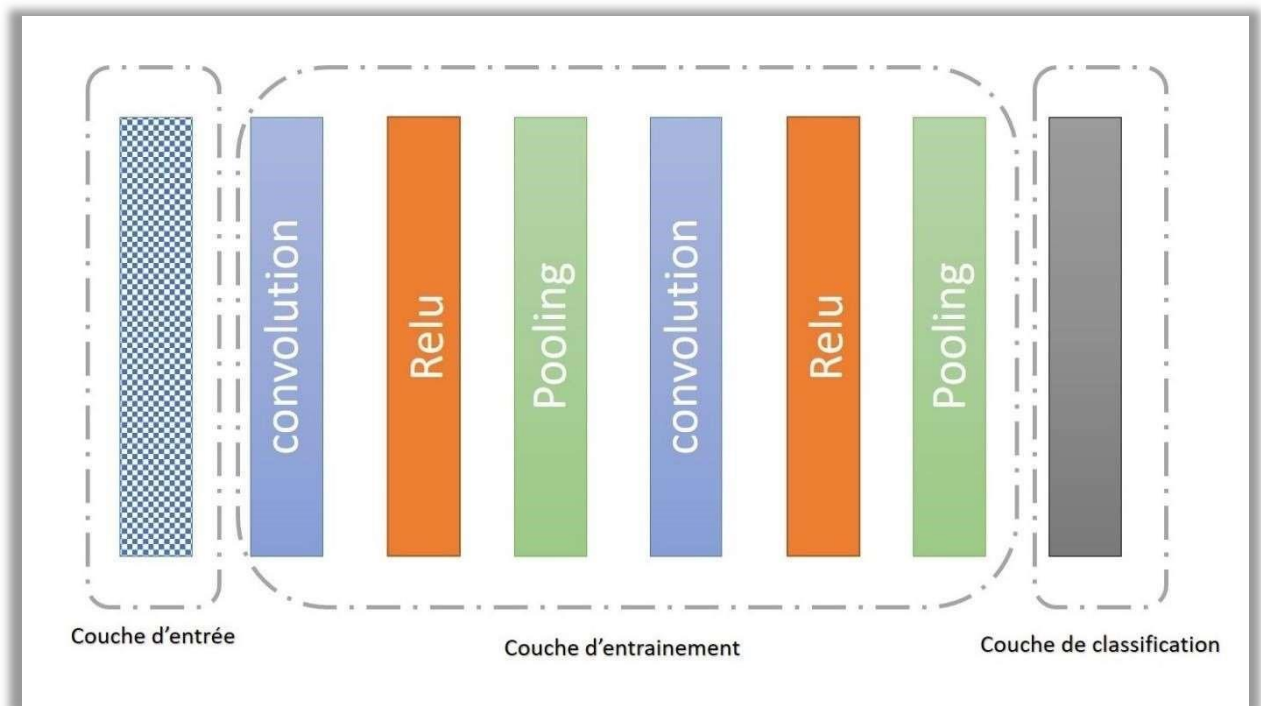 convolution
Relu
Pooling
convolution
Relu
Pooling
Couche d'entrée
Couche d'entrainement
Couche de classification